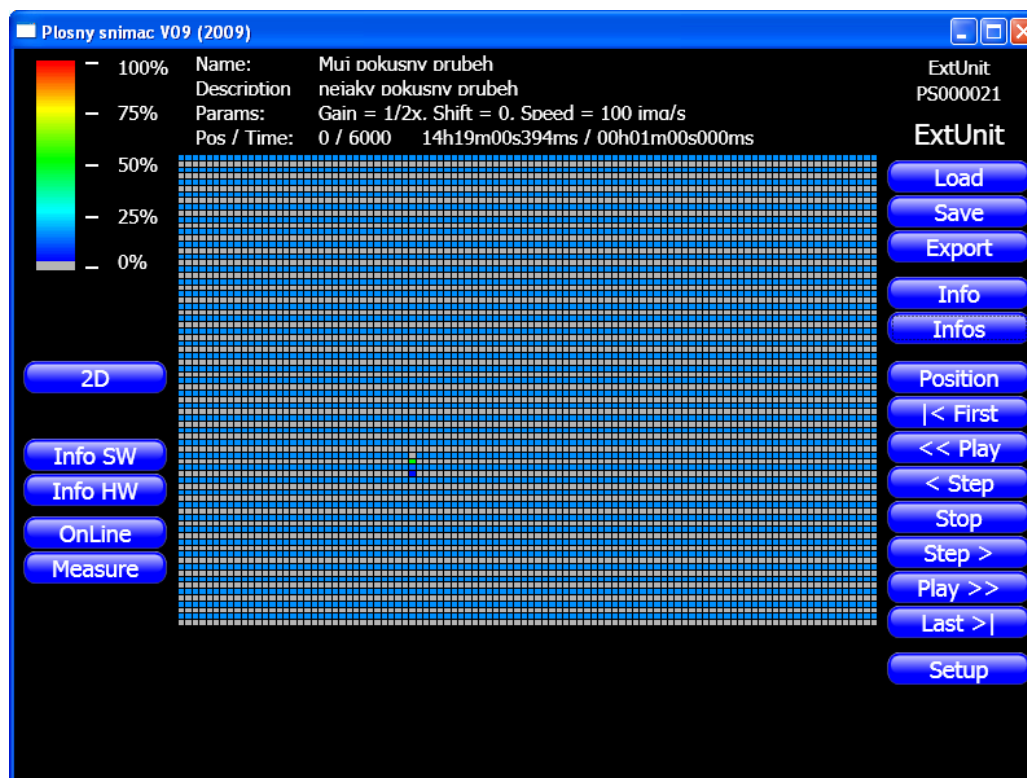 Plosny snimac V09 (2009)
100%
75%
50%
25%
0%
Name: Muj pokusny prubeh
Description nejaky pokusny prubeh
Params: Gain = 1/2x, Shift = 0, Speed = 100 img/s
Pos / Time: 0 / 6000 14h19m00s394ms / 00h01m00s000ms
ExtUnit
PS000021
ExtUnit
2D
Info SW
Info HW
OnLine
Measure
Load
Save
Export
Info
Infos
Position
|< First
<< Play
< Step
Stop
Step >
Play >>
Last >|
Setup